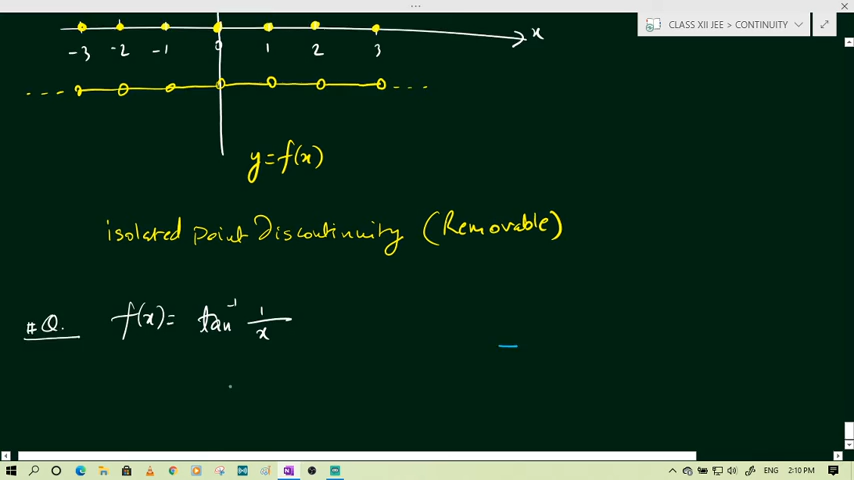 CLASS XII JEE > CONTINUITY
x
-3 -2 -1 0 1 2 3
y=f(x)
isolated point Discontinuity (Removable)
#Q. f(x)= tan⁻¹ 1/x
ENG 2:10 PM